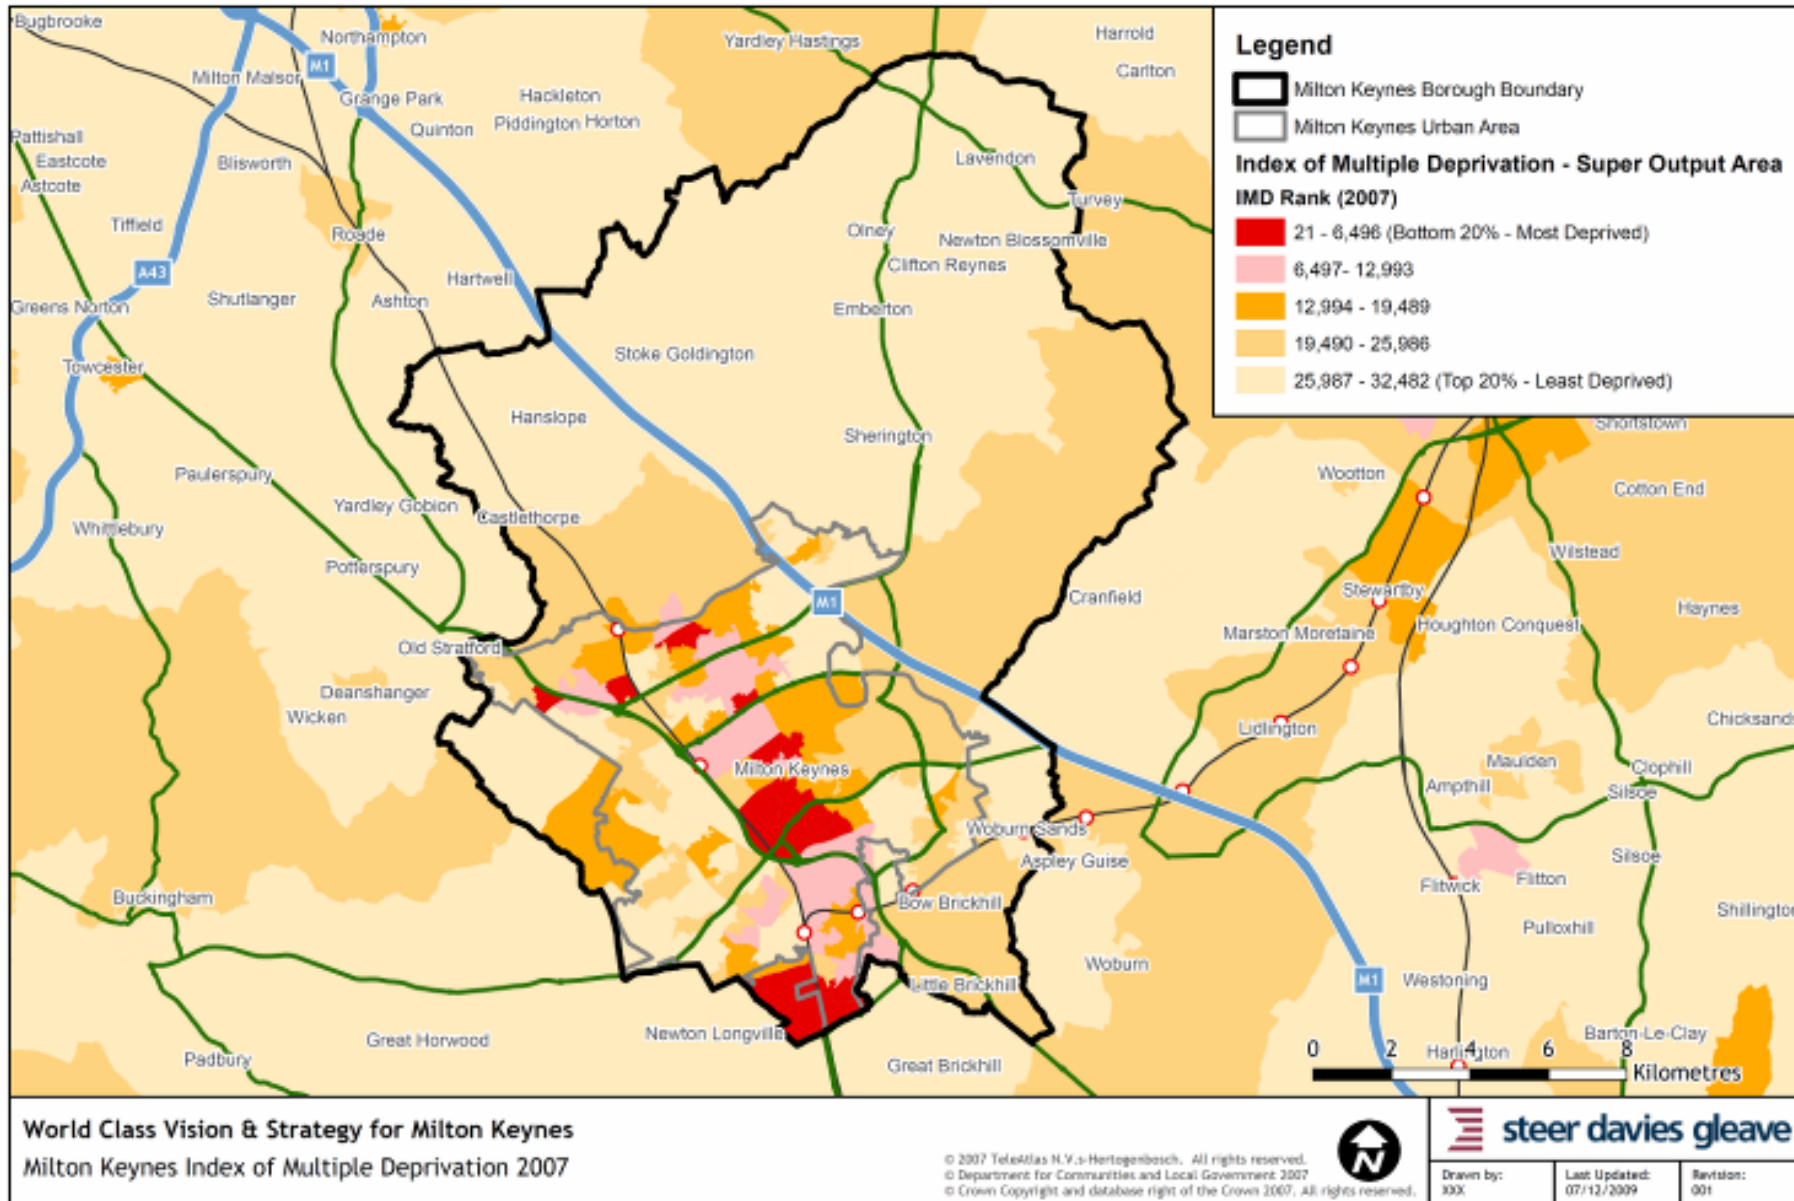 Bugbrooke
Northampton
Yardley Hastings
Harrold
M1
Milton Malsor
Carlton
Grange Park
Hackleton
Quinton
Piddington Horton
Pattishall
Eastcote
Blisworth
Lavendon
Astcote
Turvey
Tiffield
Roade
Olney
Newton Blossomville
A43
Hartwell
Clifton Reynes
Greens Norton
Shutlanger
Ashton
Emberton
Stoke Goldington
Towcester
Hanslope
Sherington
Shortstown
Paulerspury
Wootton
Cotton End
Yardley Gobion
Castlethorpe
Whittlebury
Wilstead
Potterspury
Cranfield
Stewartby
Haynes
M1
Marston Moretaine
Houghton Conquest
Old Stratford
Deanshanger
Wicken
Lidlington
Chicksands
Milton Keynes
Maulden
Clophill
Ampthill
Silsoe
Woburn Sands
Aspley Guise
Silsoe
Buckingham
Flitwick
Flitton
Bow Brickhill
Shillington
Pulloxhill
Woburn
M1
Westoning
Little Brickhill
Newton Longville
Barton-Le-Clay
Great Horwood
Padbury
Great Brickhill
Harlington
Legend
Milton Keynes Borough Boundary
Milton Keynes Urban Area
Index of Multiple Deprivation - Super Output Area
IMD Rank (2007)
21 - 6,496 (Bottom 20% - Most Deprived)
6,497- 12,993
12,994 - 19,489
19,490 - 25,986
25,987 - 32,482 (Top 20% - Least Deprived)
0 2 4 6 8
Kilometres
World Class Vision & Strategy for Milton Keynes
Milton Keynes Index of Multiple Deprivation 2007
© 2007 TeleAtlas N.V.s-Hertogenbosch. All rights reserved.
© Department for Communities and Local Government 2007
© Crown Copyright and database right of the Crown 2007. All rights reserved.
N
steer davies gleave
Drawn by:
XXX
Last Updated:
07/12/2009
Revision:
001